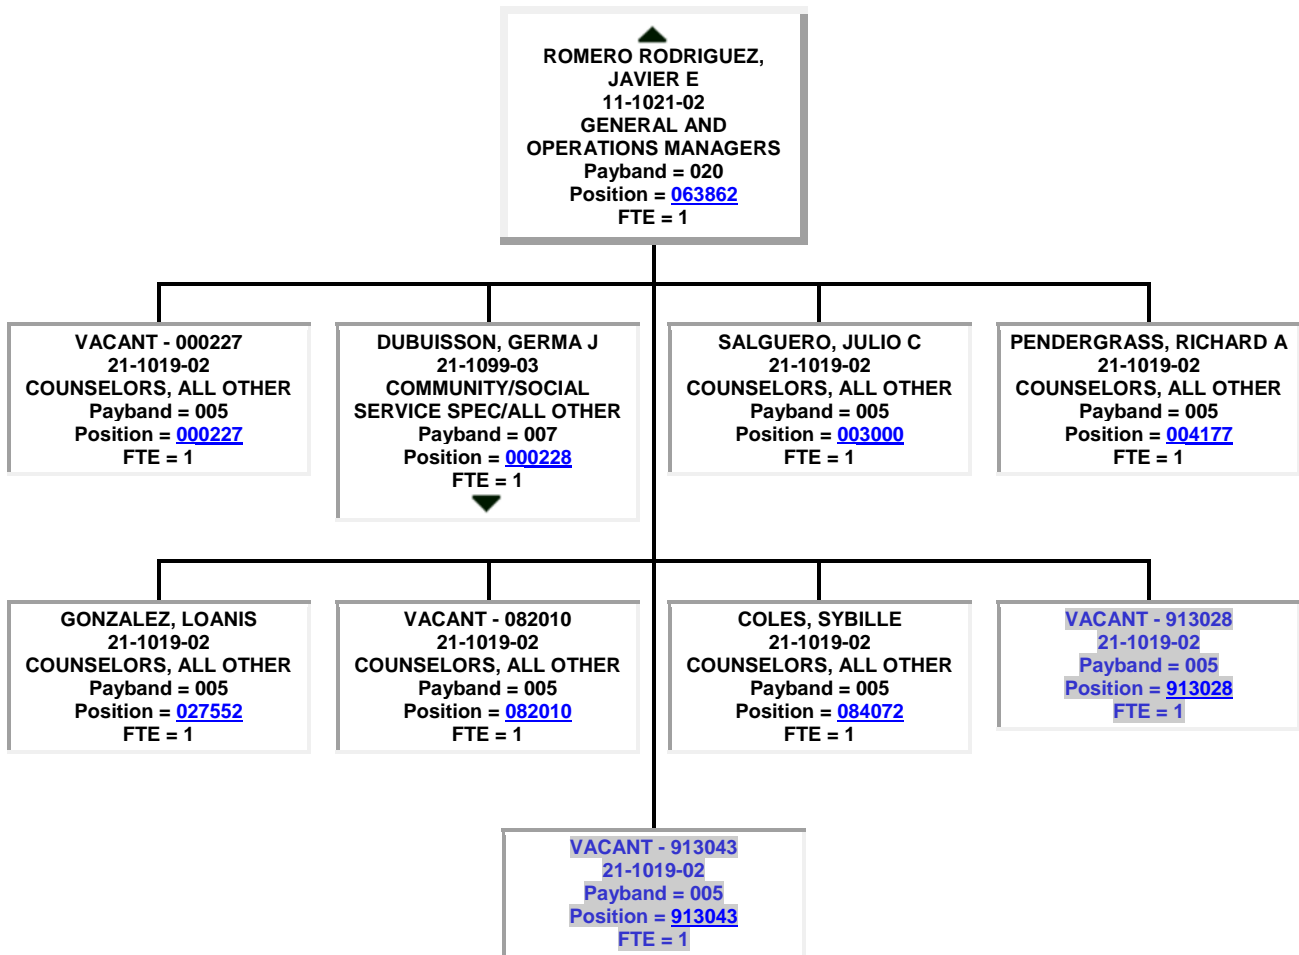 ROMERO RODRIGUEZ,
JAVIER E
11-1021-02
GENERAL AND
OPERATIONS MANAGERS
Payband = 020
Position = 063862
FTE = 1
VACANT - 000227
21-1019-02
COUNSELORS, ALL OTHER
Payband = 005
Position = 000227
FTE = 1
DUBUISSON, GERMA J
21-1099-03
COMMUNITY/SOCIAL
SERVICE SPEC/ALL OTHER
Payband = 007
Position = 000228
FTE = 1
SALGUERO, JULIO C
21-1019-02
COUNSELORS, ALL OTHER
Payband = 005
Position = 003000
FTE = 1
PENDERGRASS, RICHARD A
21-1019-02
COUNSELORS, ALL OTHER
Payband = 005
Position = 004177
FTE = 1
GONZALEZ, LOANIS
21-1019-02
COUNSELORS, ALL OTHER
Payband = 005
Position = 027552
FTE = 1
VACANT - 082010
21-1019-02
COUNSELORS, ALL OTHER
Payband = 005
Position = 082010
FTE = 1
COLES, SYBILLE
21-1019-02
COUNSELORS, ALL OTHER
Payband = 005
Position = 084072
FTE = 1
VACANT - 913028
21-1019-02
Payband = 005
Position = 913028
FTE = 1
VACANT - 913043
21-1019-02
Payband = 005
Position = 913043
FTE = 1